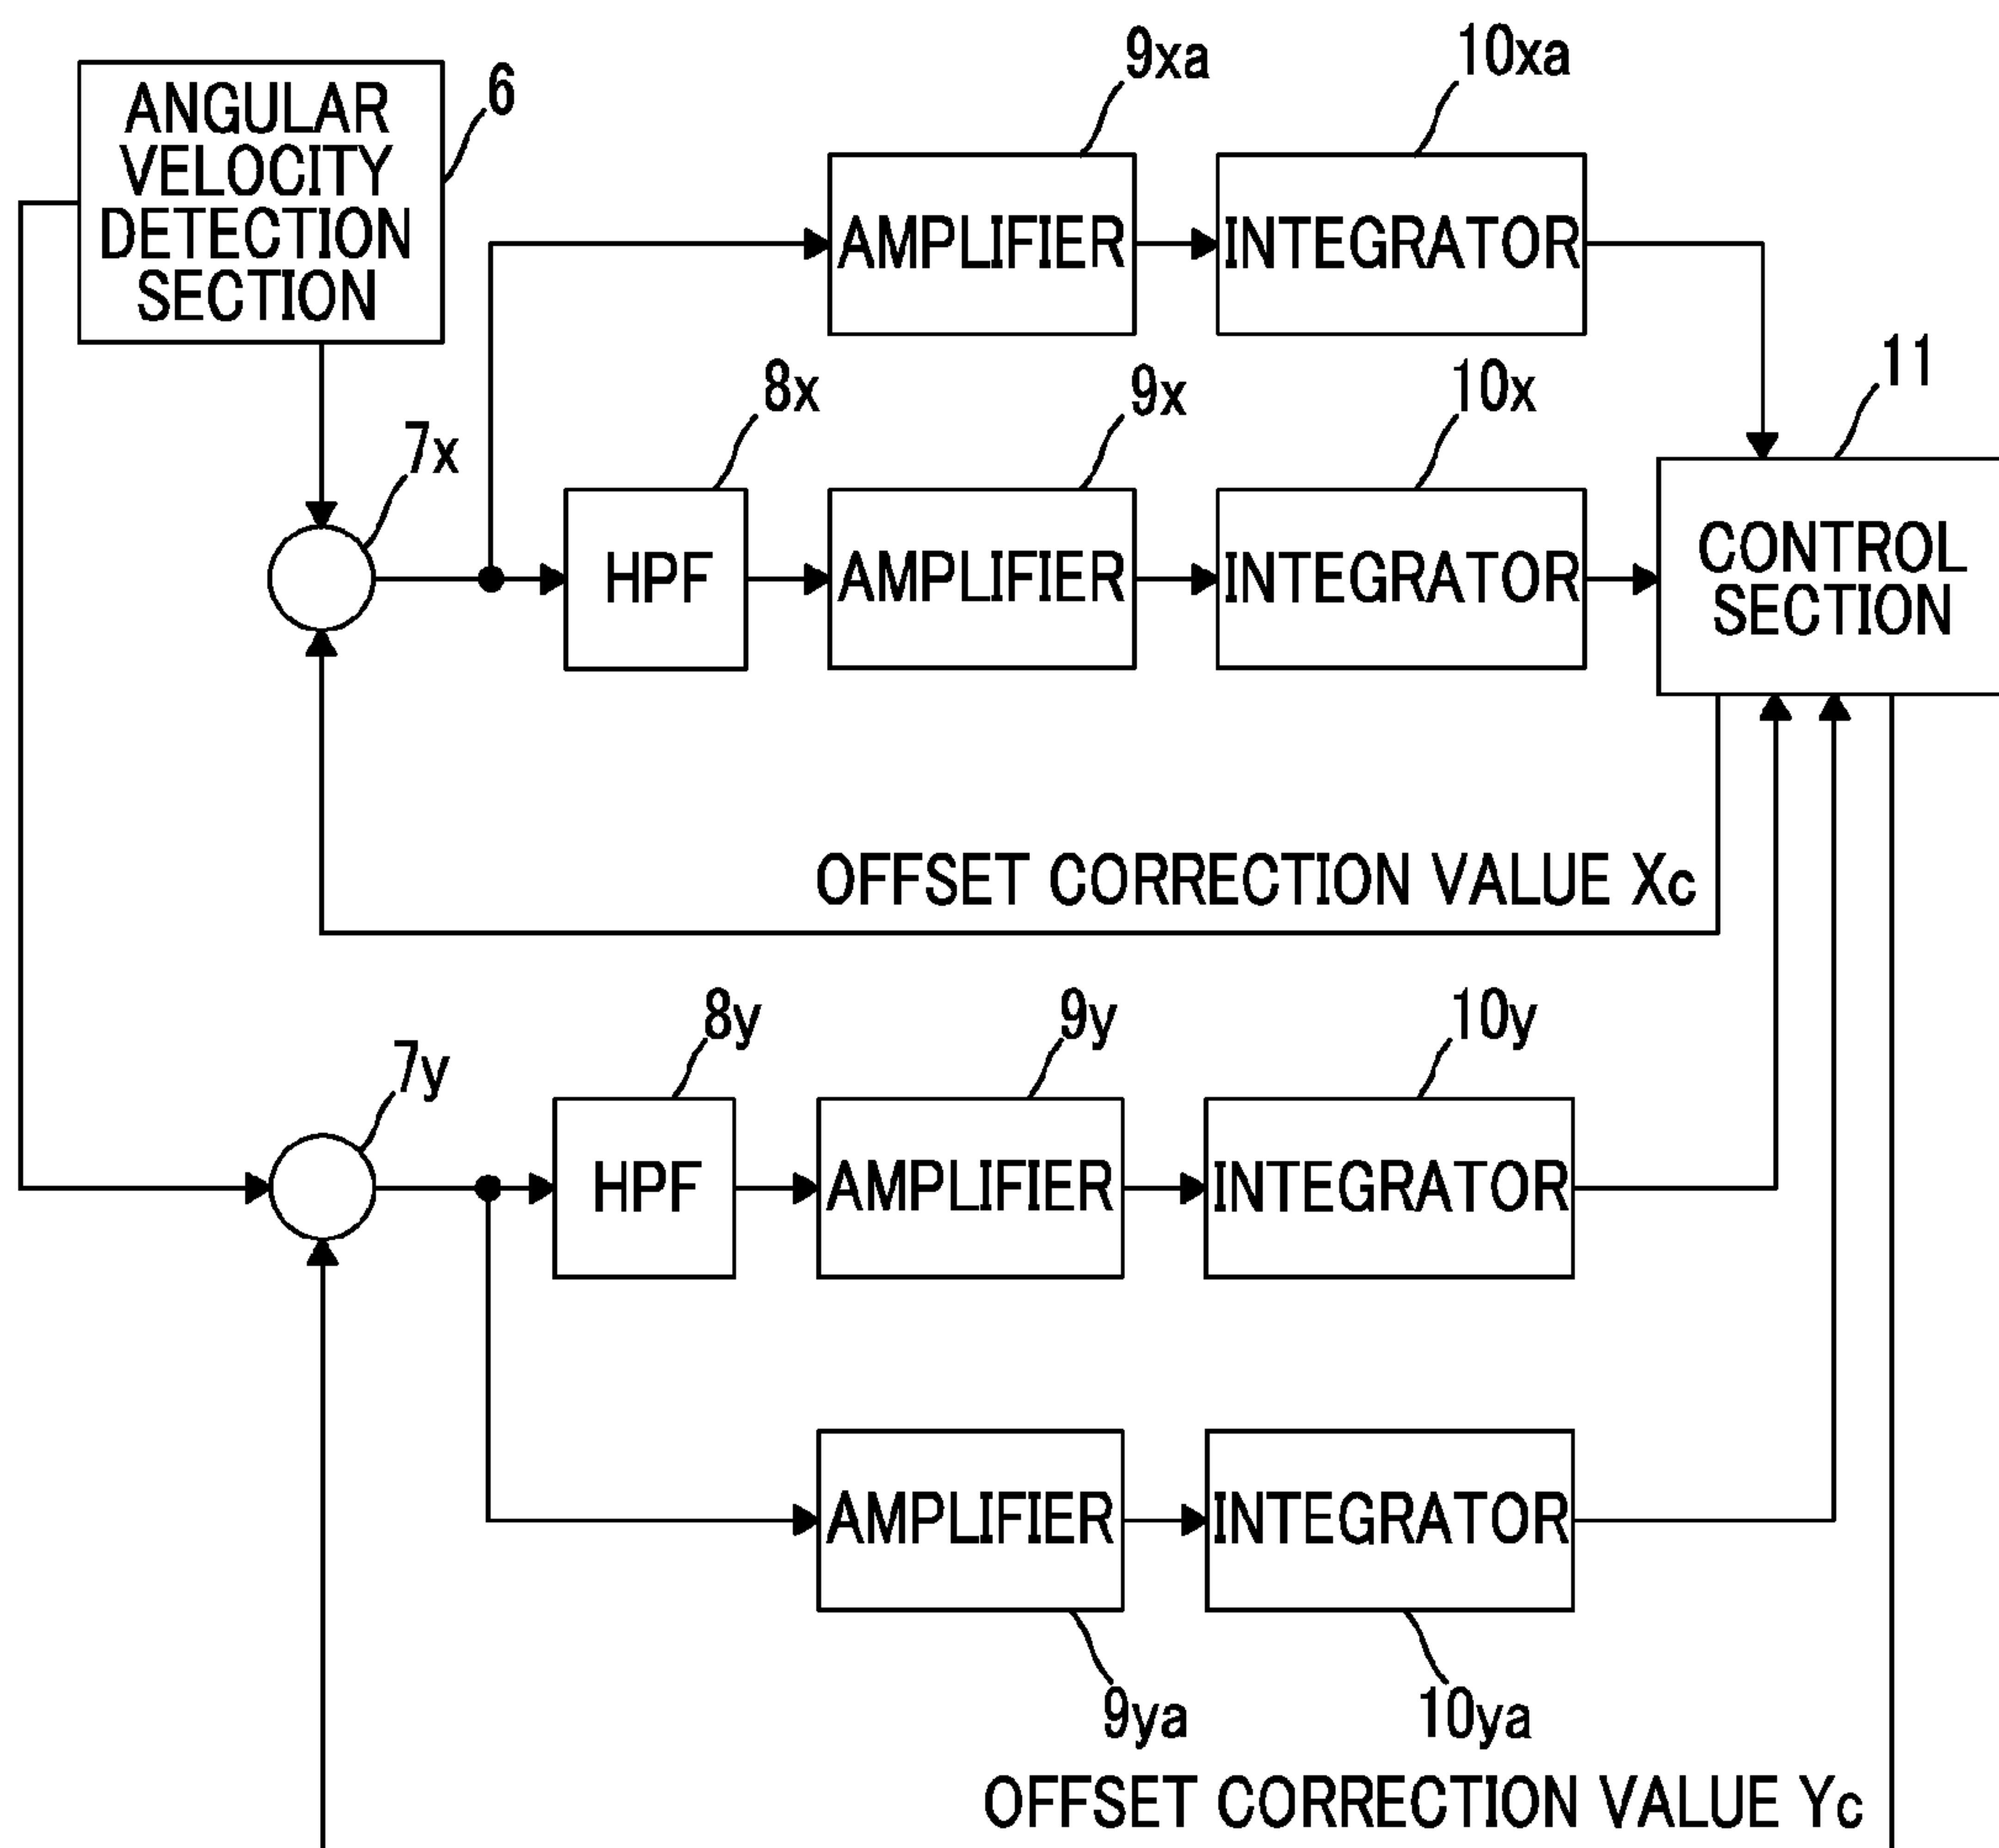 9xa
10xa
6
ANGULAR
VELOCITY
DETECTION
SECTION
AMPLIFIER
INTEGRATOR
11
8x
9x
10x
7x
HPF
AMPLIFIER
INTEGRATOR
CONTROL
SECTION
OFFSET CORRECTION VALUE Xc
8y
9y
10y
7y
HPF
AMPLIFIER
INTEGRATOR
AMPLIFIER
INTEGRATOR
9ya
10ya
OFFSET CORRECTION VALUE Yc